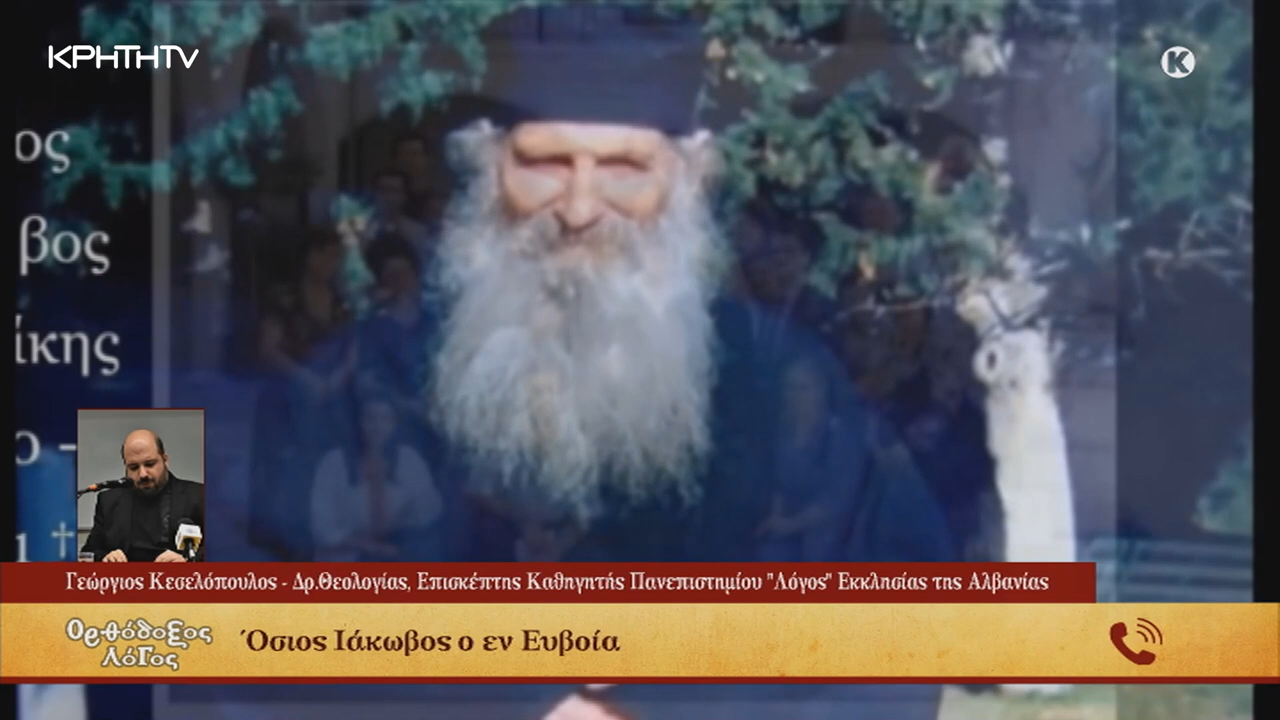 ΚΡΗΤΗTV
K
ος
βος
ίκης
ο -
ι †
Γεώργιος Κεσελόπουλος - Δρ.Θεολογίας, Επισκέπτης Καθηγητής Πανεπιστημίου "Λόγος" Εκκλησίας της Αλβανίας
Ορθόδοξος
Λόγος
Όσιος Ιάκωβος ο εν Ευβοία